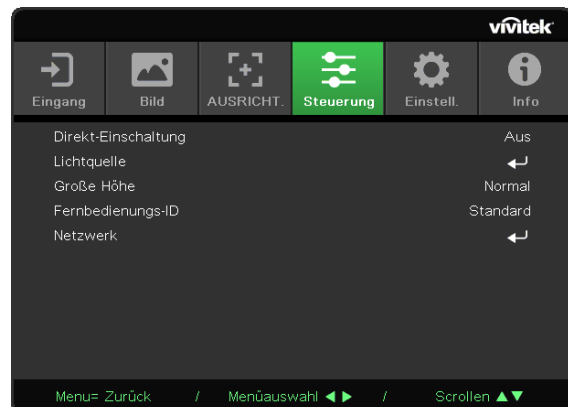 vivitek
Eingang Bild AUSRICHT. Steuerung Einstell. Info
Direkt-Einschaltung Aus
Lichtquelle
Große Höhe Normal
Fernbedienungs-ID Standard
Netzwerk
Menu= Zurück / Menüauswahl ◀ ▶ / Scrollen ▲▼